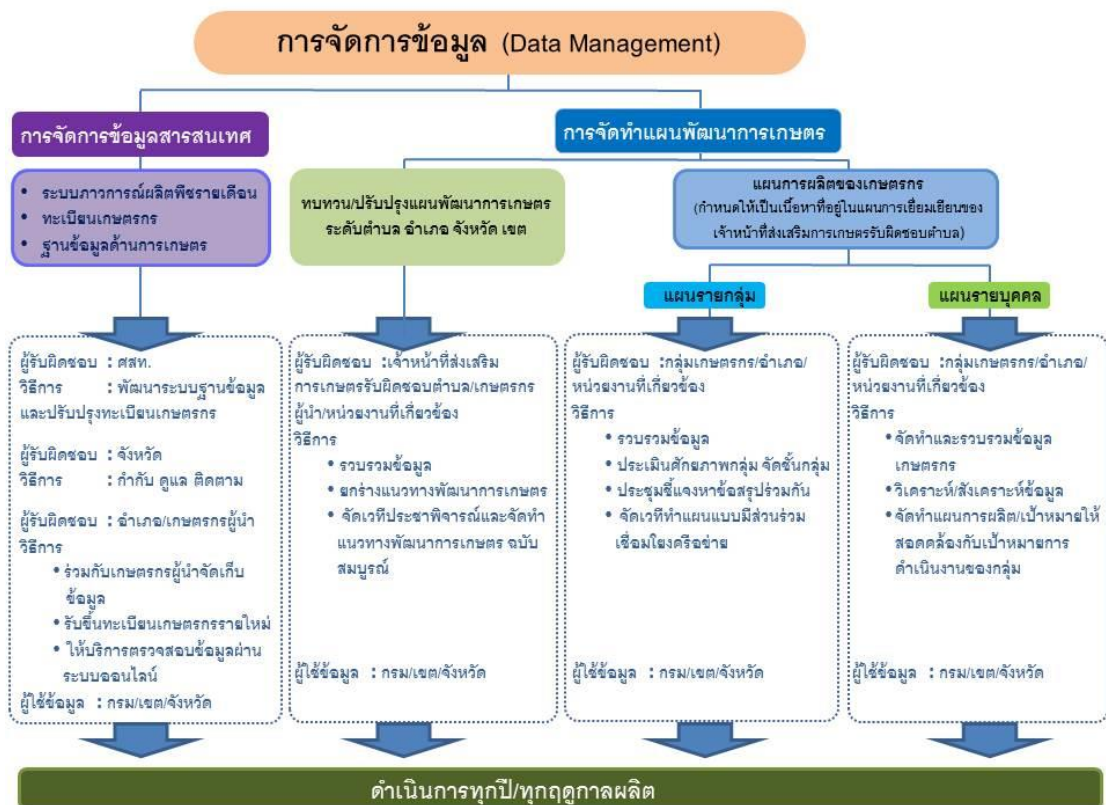 การจัดการข้อมูล (Data Management)
การจัดการข้อมูลสารสนเทศ
การจัดทำแผนพัฒนาการเกษตร
• ระบบภาวการณ์ผลิตพืชรายเดือน
• ทะเบียนเกษตรกร
• ฐานข้อมูลด้านการเกษตร
ทบทวน/ปรับปรุงแผนพัฒนาการเกษตร
ระดับตำบล อำเภอ จังหวัด เขต
แผนการผลิตของเกษตรกร
(กำหนดให้เป็นเนื้อหาที่อยู่ในแผนการเยี่ยมเยียนของ
เจ้าหน้าที่ส่งเสริมการเกษตรรับผิดชอบตำบล)
แผนรายกลุ่ม
แผนรายบุคคล
ผู้รับผิดชอบ : ศสท.
วิธีการ : พัฒนาระบบฐานข้อมูล
และปรับปรุงทะเบียนเกษตรกร
ผู้รับผิดชอบ : จังหวัด
วิธีการ : กำกับ ดูแล ติดตาม
ผู้รับผิดชอบ : อำเภอ/เกษตรกรผู้นำ
วิธีการ
• ร่วมกับเกษตรกรผู้นำจัดเก็บ
ข้อมูล
• รับขึ้นทะเบียนเกษตรกรรายใหม่
• ให้บริการตรวจสอบข้อมูลผ่าน
ระบบออนไลน์
ผู้ใช้ข้อมูล : กรม/เขต/จังหวัด
ผู้รับผิดชอบ :เจ้าหน้าที่ส่งเสริม
การเกษตรรับผิดชอบตำบล/เกษตรกร
ผู้นำ/หน่วยงานที่เกี่ยวข้อง
วิธีการ
• รวบรวมข้อมูล
• ยกร่างแนวทางพัฒนาการเกษตร
• จัดเวทีประชาพิจารณ์และจัดทำ
แนวทางพัฒนาการเกษตร ฉบับ
สมบูรณ์
ผู้ใช้ข้อมูล : กรม/เขต/จังหวัด
ผู้รับผิดชอบ :กลุ่มเกษตรกร/อำเภอ/
หน่วยงานที่เกี่ยวข้อง
วิธีการ
• รวบรวมข้อมูล
• ประเมินศักยภาพกลุ่ม จัดชั้นกลุ่ม
• ประชุมชี้แจงหาข้อสรุปร่วมกัน
• จัดเวทีทำแผนแบบมีส่วนร่วม
เชื่อมโยงเครือข่าย
ผู้ใช้ข้อมูล : กรม/เขต/จังหวัด
ผู้รับผิดชอบ :กลุ่มเกษตรกร/อำเภอ/
หน่วยงานที่เกี่ยวข้อง
วิธีการ
• จัดทำและรวบรวมข้อมูล
เกษตรกร
• วิเคราะห์/สังเคราะห์ข้อมูล
• จัดทำแผนการผลิต/เป้าหมายให้
สอดคล้องกับเป้าหมายการ
ดำเนินงานของกลุ่ม
ผู้ใช้ข้อมูล : กรม/เขต/จังหวัด
ดำเนินการทุกปี/ทุกฤดูกาลผลิต